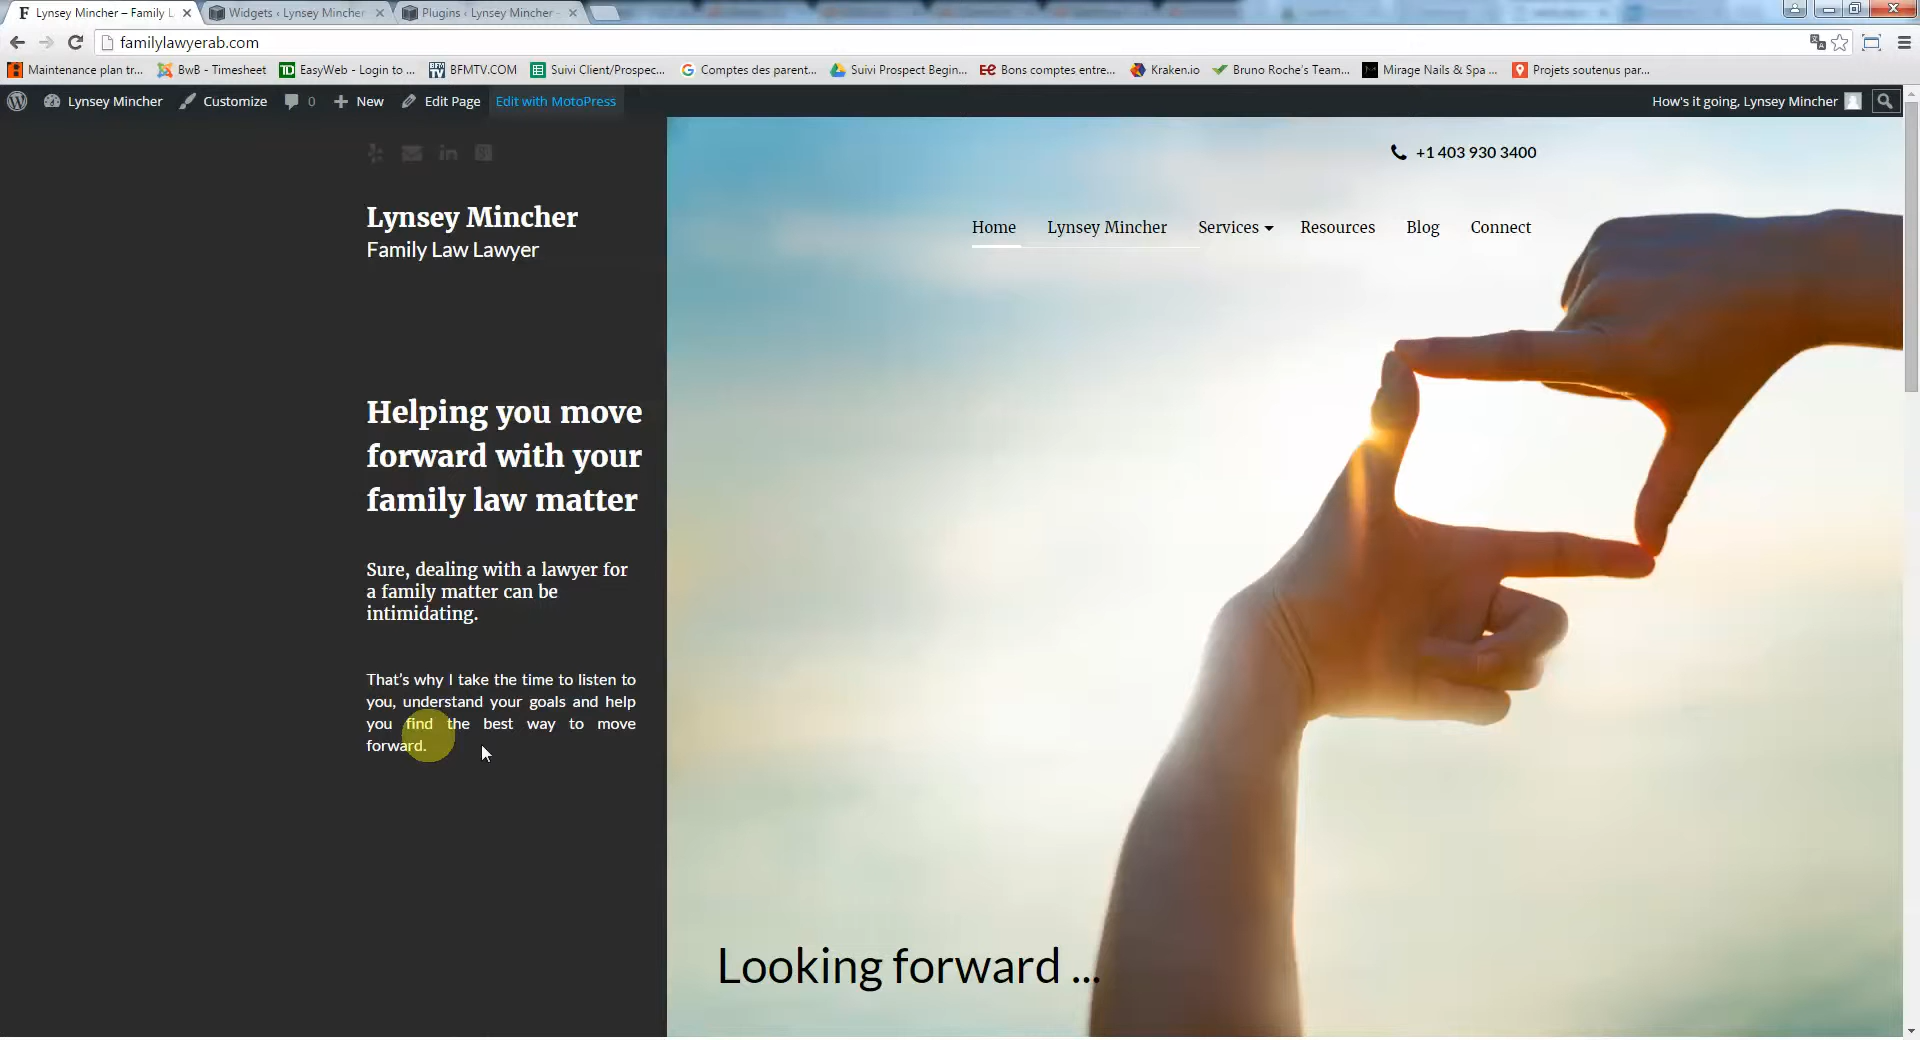 Lynsey Mincher – Family L
Widgets ‹ Lynsey Mincher
Plugins ‹ Lynsey Mincher -
familylawyerab.com
Maintenance plan tr...
BwB - Timesheet
EasyWeb - Login to ...
BFMTV.COM
Suivi Client/Prospec...
Comptes des parent...
Suivi Prospect Begin...
Bons comptes entre...
Kraken.io
Bruno Roche's Team...
Mirage Nails & Spa ...
Projets soutenus par...
Lynsey Mincher
Customize
0
New
Edit Page
Edit with MotoPress
How's it going, Lynsey Mincher
+1 403 930 3400
Lynsey Mincher
Family Law Lawyer
Home Lynsey Mincher Services Resources Blog Connect
Helping you move
forward with your
family law matter
Sure, dealing with a lawyer for
a family matter can be
intimidating.
That's why I take the time to listen to
you, understand your goals and help
you find the best way to move
forward.
Looking forward ...